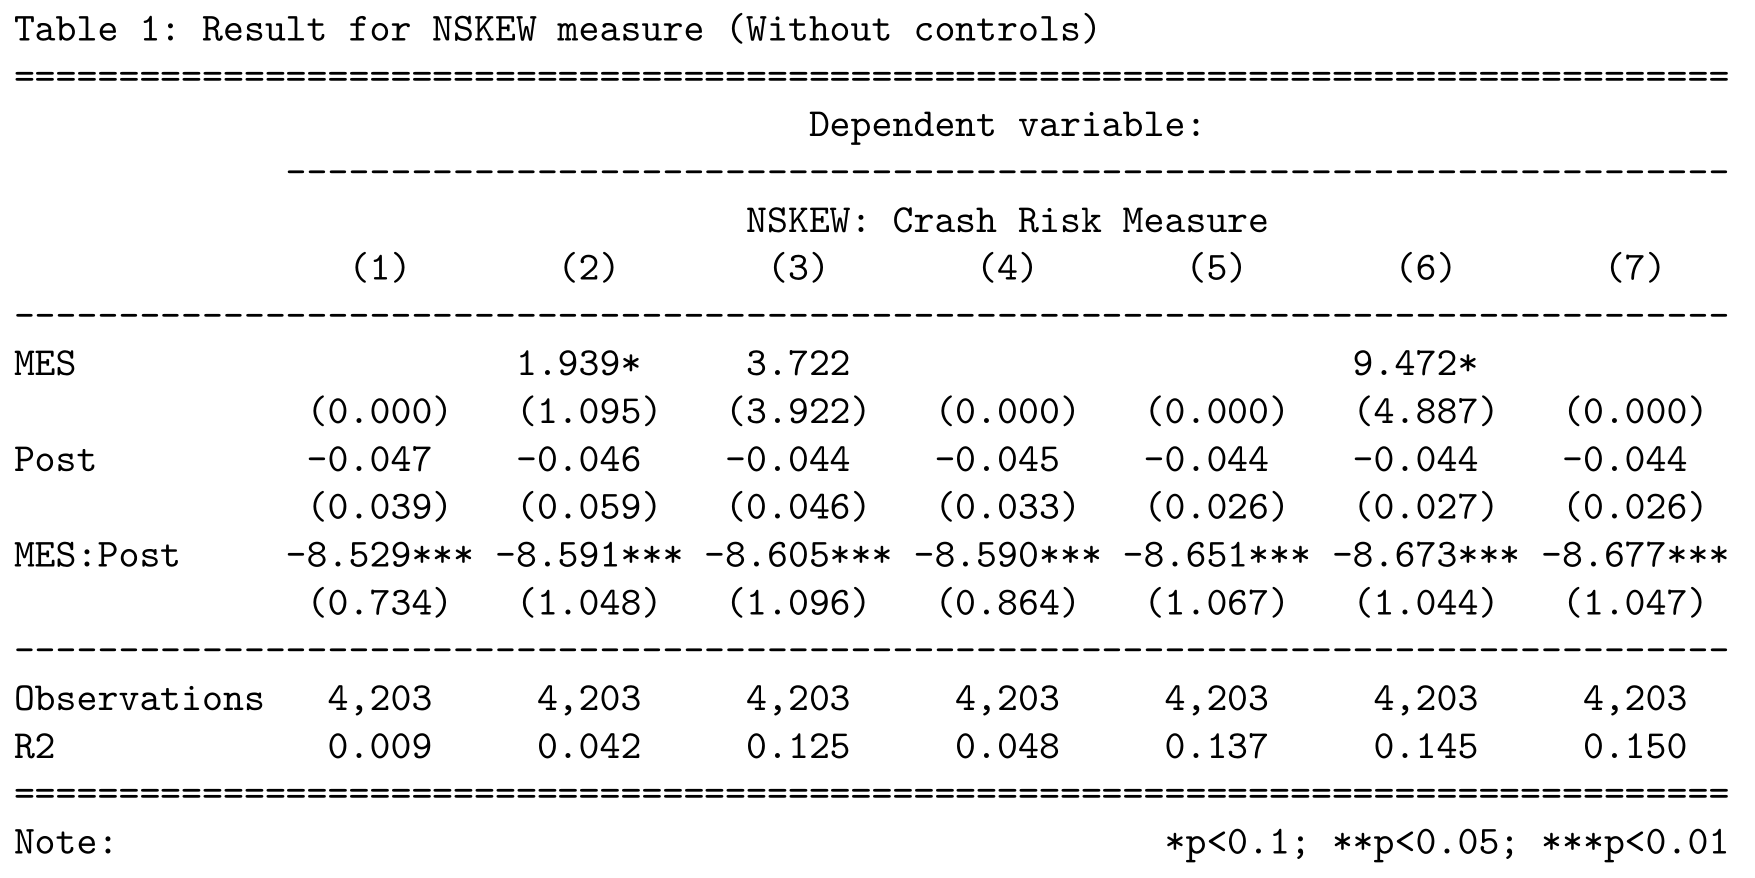 Table 1: Result for NSKEW measure (Without controls)
==================================================================================
Dependent variable:
---------------------------------------------------------------------
NSKEW: Crash Risk Measure
(1) (2) (3) (4) (5) (6) (7)
----------------------------------------------------------------------------------
MES 1.939* 3.722 9.472*
(0.000) (1.095) (3.922) (0.000) (0.000) (4.887) (0.000)
Post -0.047 -0.046 -0.044 -0.045 -0.044 -0.044 -0.044
(0.039) (0.059) (0.046) (0.033) (0.026) (0.027) (0.026)
MES:Post -8.529*** -8.591*** -8.605*** -8.590*** -8.651*** -8.673*** -8.677***
(0.734) (1.048) (1.096) (0.864) (1.067) (1.044) (1.047)
----------------------------------------------------------------------------------
Observations 4,203 4,203 4,203 4,203 4,203 4,203 4,203
R2 0.009 0.042 0.125 0.048 0.137 0.145 0.150
==================================================================================
Note: *p<0.1; **p<0.05; ***p<0.01